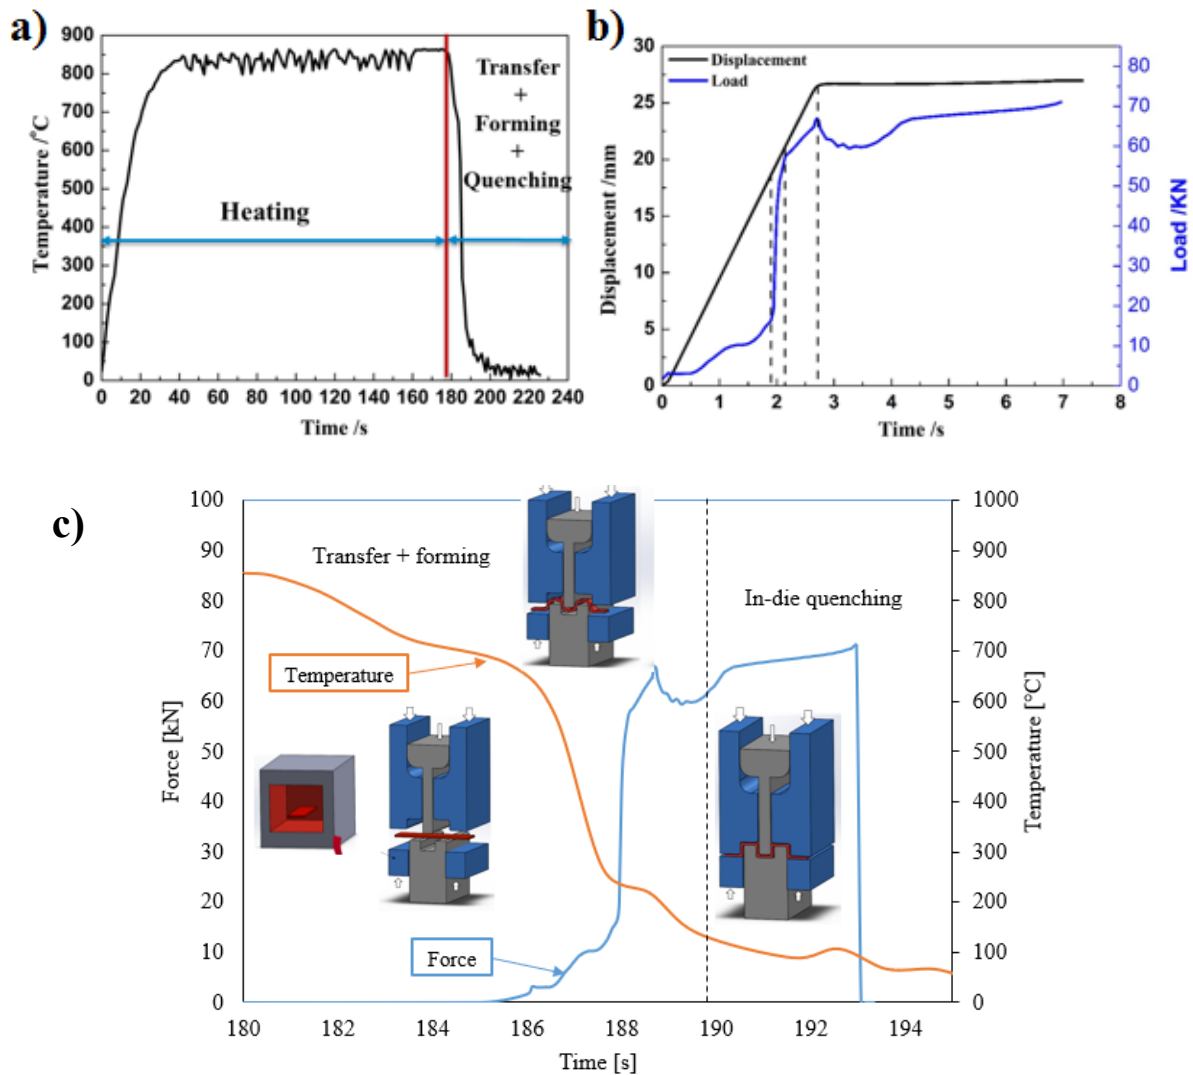 a)
900
800
700
600
500
400
300
200
100
0
Temperature /°C
Transfer
+
Forming
+
Quenching
Heating
0 20 40 60 80 100 120 140 160 180 200 220 240
Time /s
b)
30
25
20
15
10
5
0
Displacement /mm
Displacement
Load
80
70
60
50
40
30
20
10
0
Load /KN
0 1 2 3 4 5 6 7 8
Time /s
c)
100
90
80
70
60
50
40
30
20
10
0
Force [kN]
Transfer + forming
In-die quenching
Temperature
Force
1000
900
800
700
600
500
400
300
200
100
0
Temperature [°C]
180 182 184 186 188 190 192 194
Time [s]